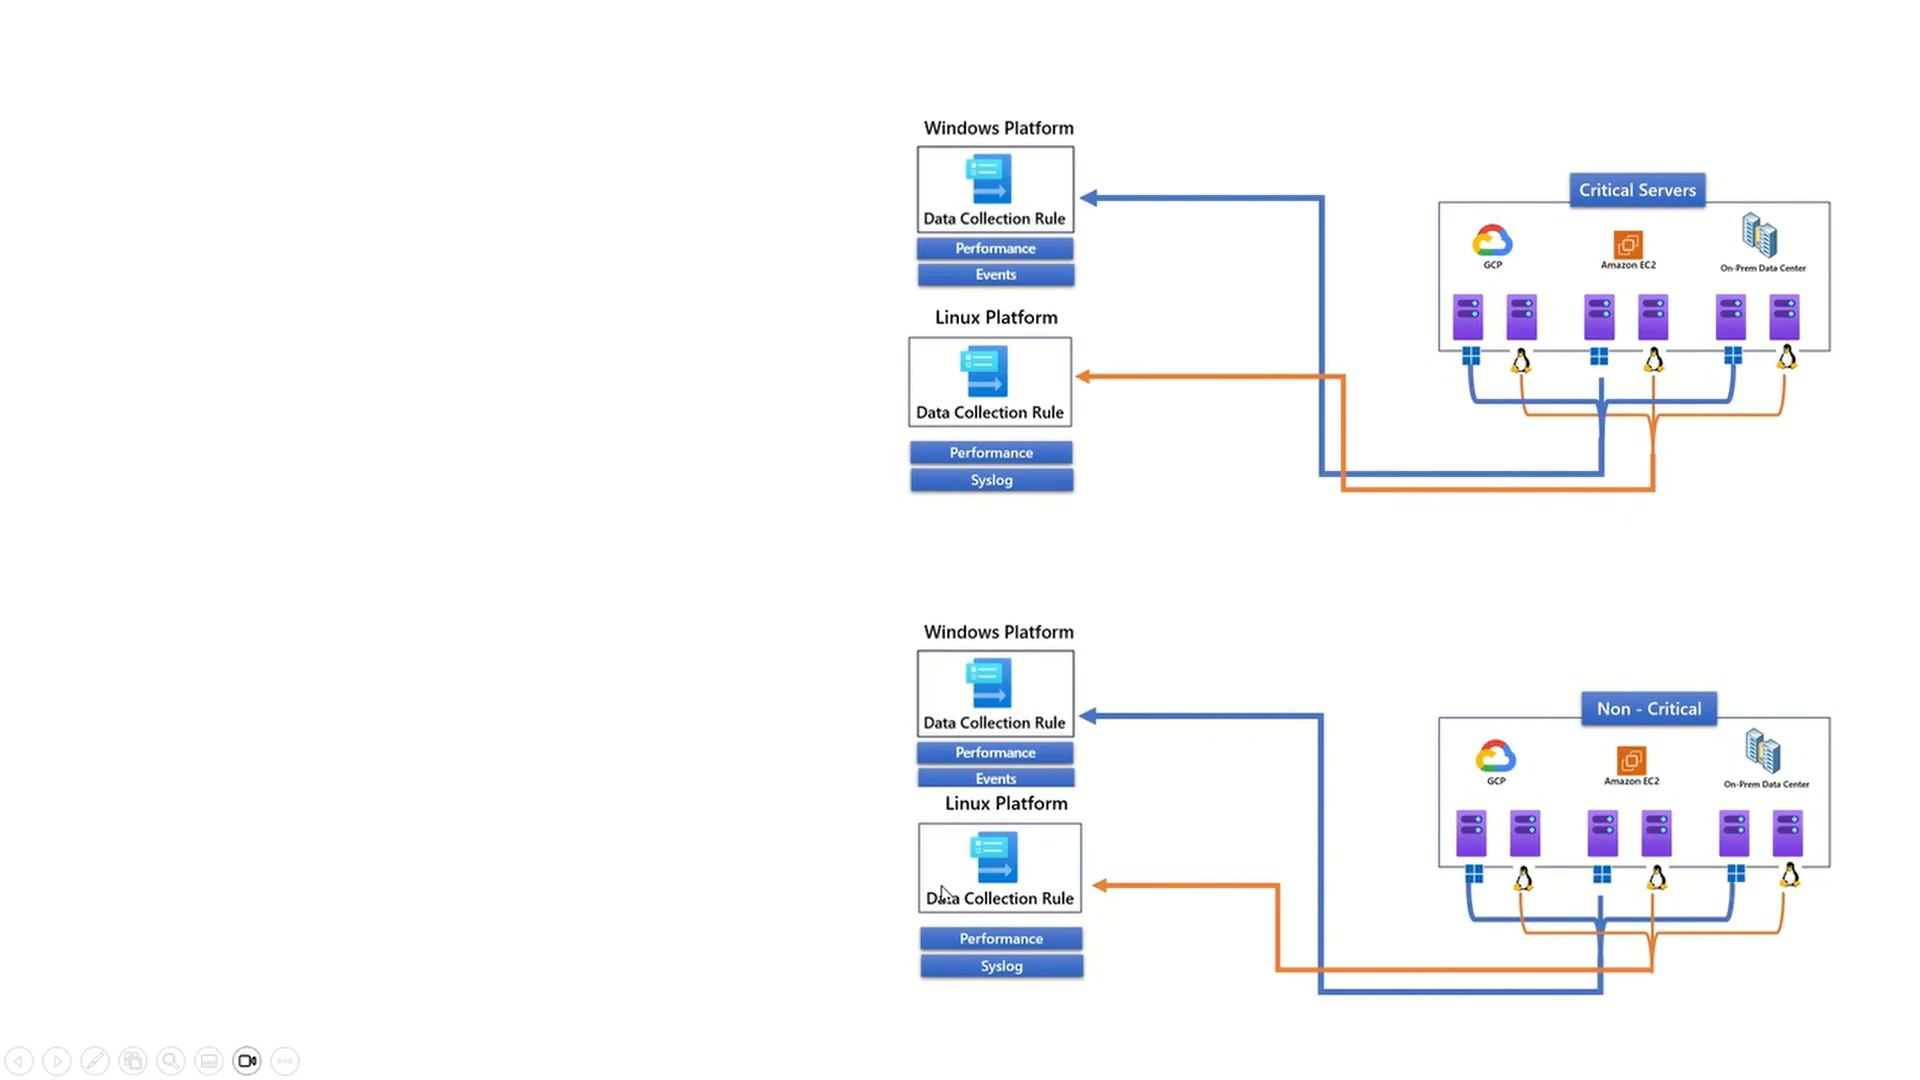 Windows Platform
Data Collection Rule
Performance
Events
Linux Platform
Data Collection Rule
Performance
Syslog
Critical Servers
GCP
Amazon EC2
On-Prem Data Center
Windows Platform
Data Collection Rule
Performance
Events
Linux Platform
Data Collection Rule
Performance
Syslog
Non - Critical
GCP
Amazon EC2
On-Prem Data Center